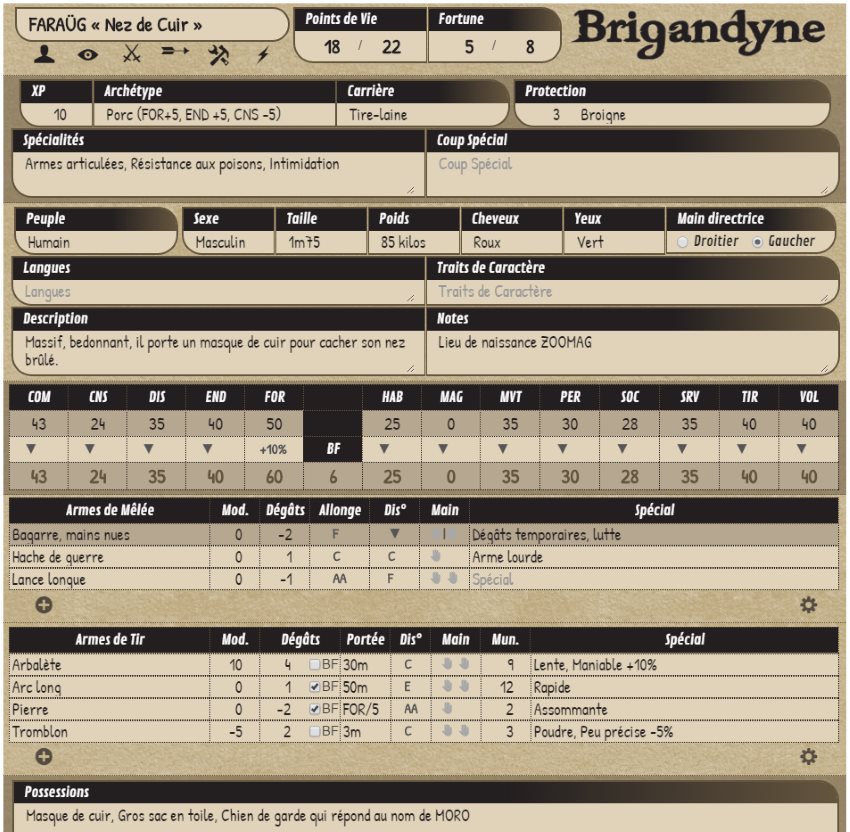 FARAÜG « Nez de Cuir »
Points de Vie
Fortune
18 / 22
5 / 8
Brigandyne
XP Archétype Carrière Protection
10 Porc (FOR+5, END +5, CNS -5) Tire-laine 3 Broigne
Spécialités Coup Spécial
Armes articulées, Résistance aux poisons, Intimidation Coup Spécial
Peuple Sexe Taille Poids Cheveux Yeux Main directrice
Humain Masculin 1m75 85 kilos Roux Vert Droitier Gaucher
Langues Traits de Caractère
Langues Traits de Caractère
Description Notes
Massif, bedonnant, il porte un masque de cuir pour cacher son nez Lieu de naissance ZOOMAG
brûlé.
COM CNS DIS END FOR HAB MAG MVT PER SOC SRV TIR VOL
43 24 35 40 50 25 0 35 30 28 35 40 40
+10% BF
43 24 35 40 60 6 25 0 35 30 28 35 40 40
Armes de Mêlée Mod. Dégâts Allonge Dis° Main Spécial
Bagarre, mains nues 0 -2 F Dégâts temporaires, lutte
Hache de guerre 0 1 C C Arme lourde
Lance longue 0 -1 AA F Spécial
Armes de Tir Mod. Dégâts Portée Dis° Main Mun. Spécial
Arbalète 10 4 BF 30m C 9 Lente, Maniable +10%
Arc long 0 1 BF 50m E 12 Rapide
Pierre 0 -2 BF FOR/5 AA 2 Assommante
Tromblon -5 2 BF 3m C 3 Poudre, Peu précise -5%
Possessions
Masque de cuir, Gros sac en toile, Chien de garde qui répond au nom de MORO